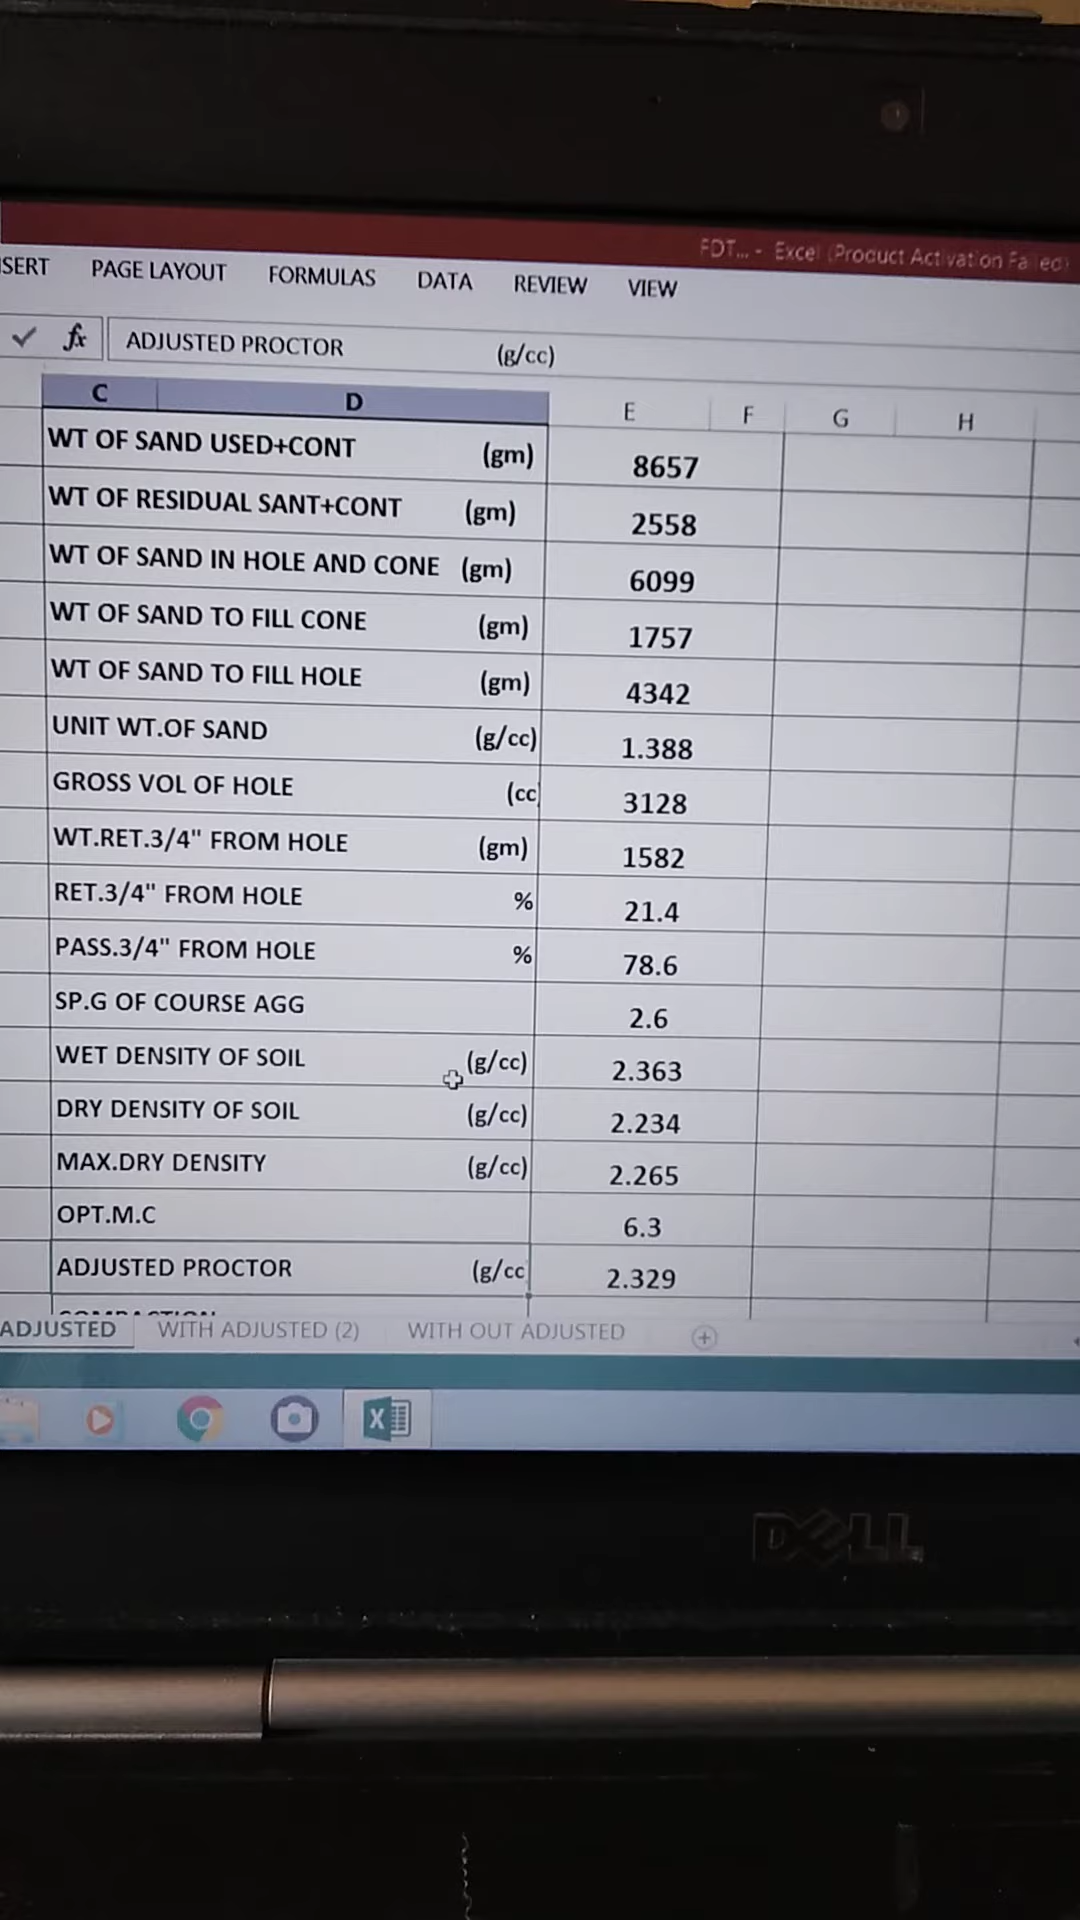 FDT... - Excel (Product Activation Failed)
NSERT PAGE LAYOUT FORMULAS DATA REVIEW VIEW
fx ADJUSTED PROCTOR (g/cc)
C D E F G H
WT OF SAND USED+CONT (gm) 8657
WT OF RESIDUAL SANT+CONT (gm) 2558
WT OF SAND IN HOLE AND CONE (gm) 6099
WT OF SAND TO FILL CONE (gm) 1757
WT OF SAND TO FILL HOLE (gm) 4342
UNIT WT.OF SAND (g/cc) 1.388
GROSS VOL OF HOLE (cc) 3128
WT.RET.3/4" FROM HOLE (gm) 1582
RET.3/4" FROM HOLE % 21.4
PASS.3/4" FROM HOLE % 78.6
SP.G OF COURSE AGG 2.6
WET DENSITY OF SOIL (g/cc) 2.363
DRY DENSITY OF SOIL (g/cc) 2.234
MAX.DRY DENSITY (g/cc) 2.265
OPT.M.C 6.3
ADJUSTED PROCTOR (g/cc 2.329
COMPACTION
ADJUSTED WITH ADJUSTED (2) WITH OUT ADJUSTED
DELL